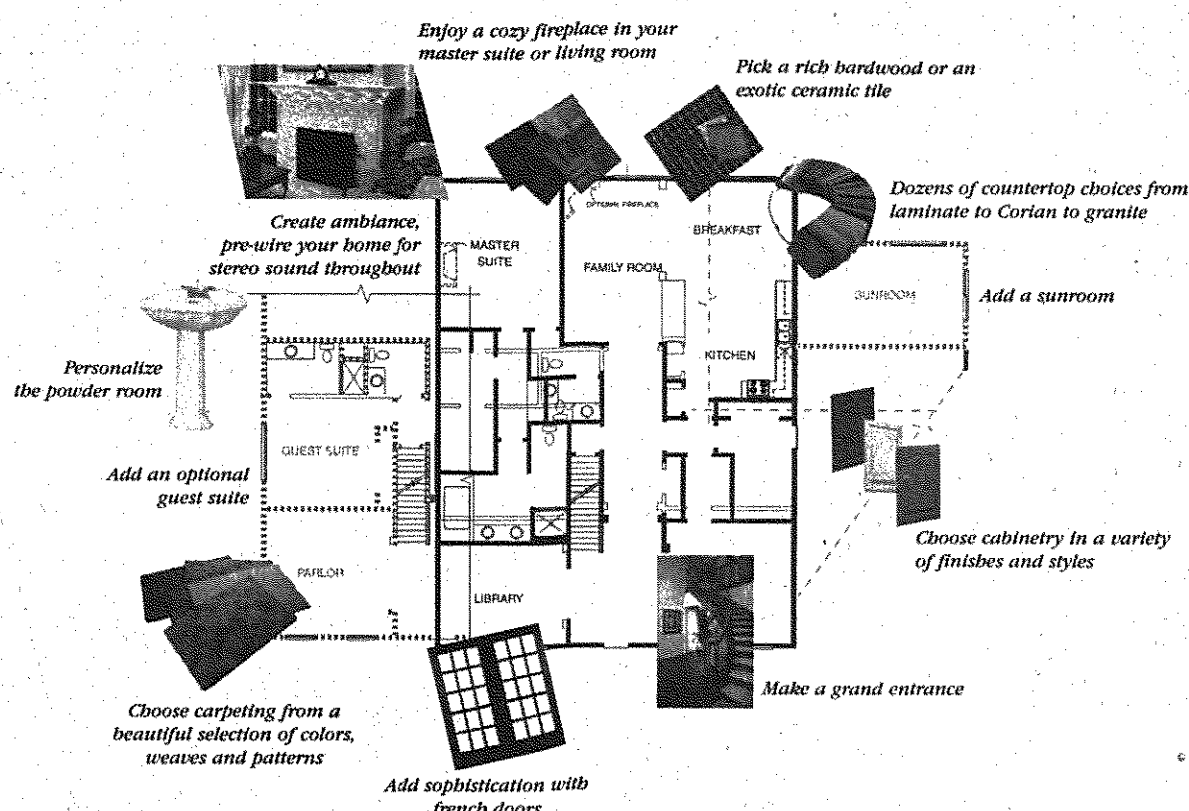 Enjoy a cozy fireplace in your
master suite or living room
Pick a rich hardwood or an
exotic ceramic tile
Dozens of countertop choices from
laminate to Corian to granite
Create ambiance,
pre-wire your home for
stereo sound throughout
OPTIONAL FIREPLACE
BREAKFAST
MASTER
SUITE
FAMILY ROOM
SUNROOM
Add a sunroom
Personalize
the powder room
KITCHEN
GUEST SUITE
Add an optional
guest suite
Choose cabinetry in a variety
of finishes and styles
PARLOR
LIBRARY
Make a grand entrance
Choose carpeting from a
beautiful selection of colors,
weaves and patterns
Add sophistication with
french doors